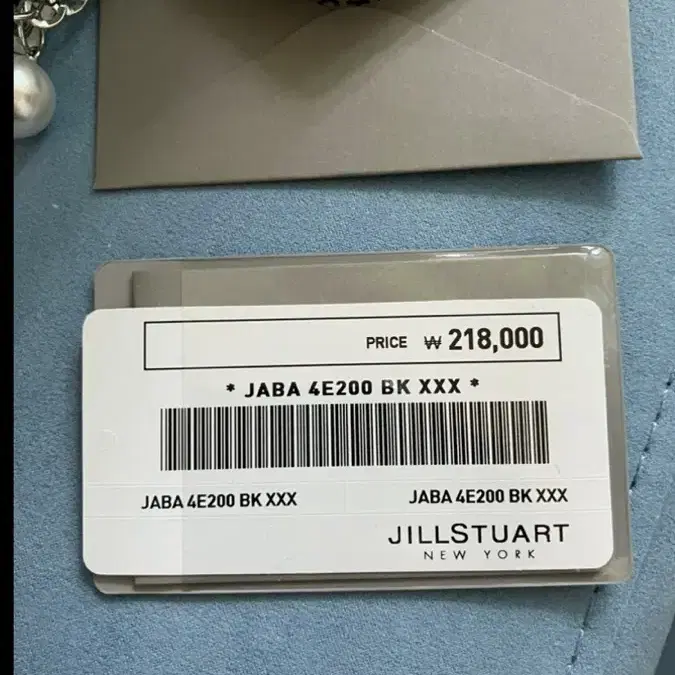 PRICE ₩ 218,000
* JABA 4E200 BK XXX *
JABA 4E200 BK XXX JABA 4E200 BK XXX
JILLSTUART
NEW YORK